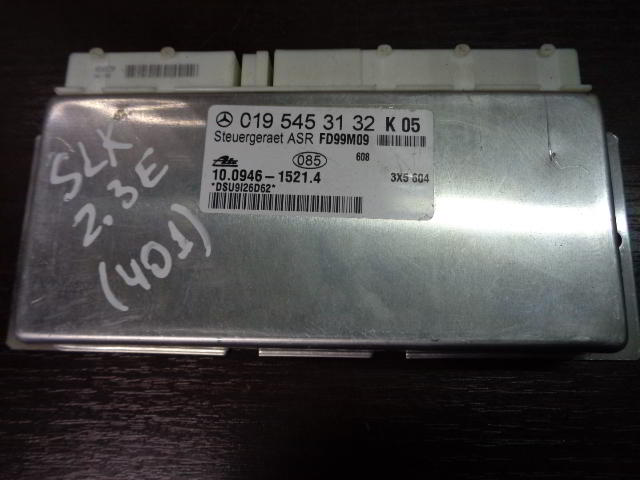 019 545 31 32 K 05
Steuergeraet ASR FD99M09
Ate 085 608
10.0946-1521.4 3X5 604
*DSU9I26D62*
SLK
2.3E
(401)